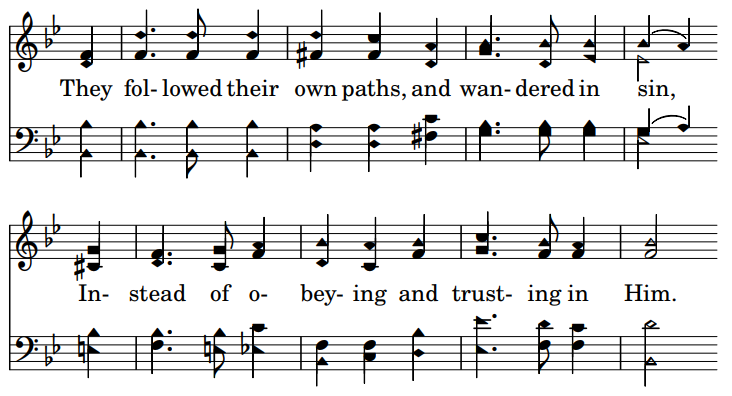 They fol- lowed their own paths, and wan- dered in sin,
In- stead of o- bey- ing and trust- ing in Him.